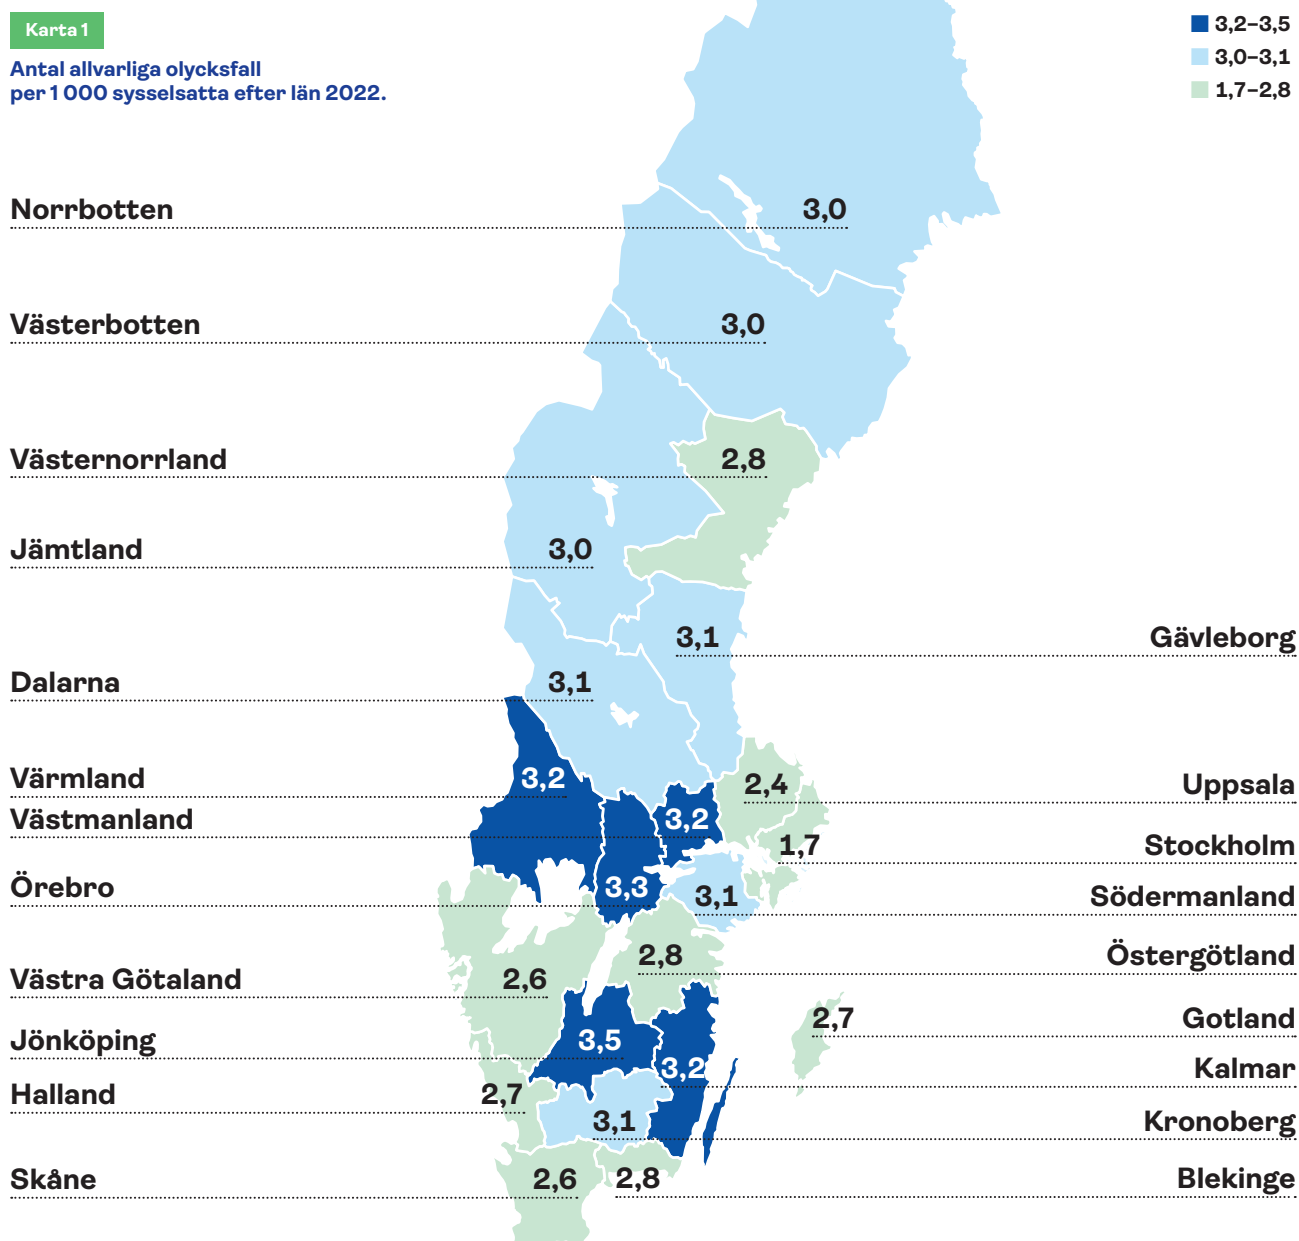 Karta 1
Antal allvarliga olycksfall
per 1 000 sysselsatta efter län 2022.
3,2–3,5
3,0–3,1
1,7–2,8
Norrbotten 3,0
Västerbotten 3,0
Västernorrland 2,8
Jämtland 3,0
3,1 Gävleborg
Dalarna 3,1
Värmland 3,2
2,4 Uppsala
Västmanland 3,2
1,7 Stockholm
Örebro 3,3
3,1 Södermanland
2,8 Östergötland
Västra Götaland 2,6
2,7 Gotland
Jönköping 3,5
3,2 Kalmar
Halland 2,7
3,1 Kronoberg
Skåne 2,6
2,8 Blekinge